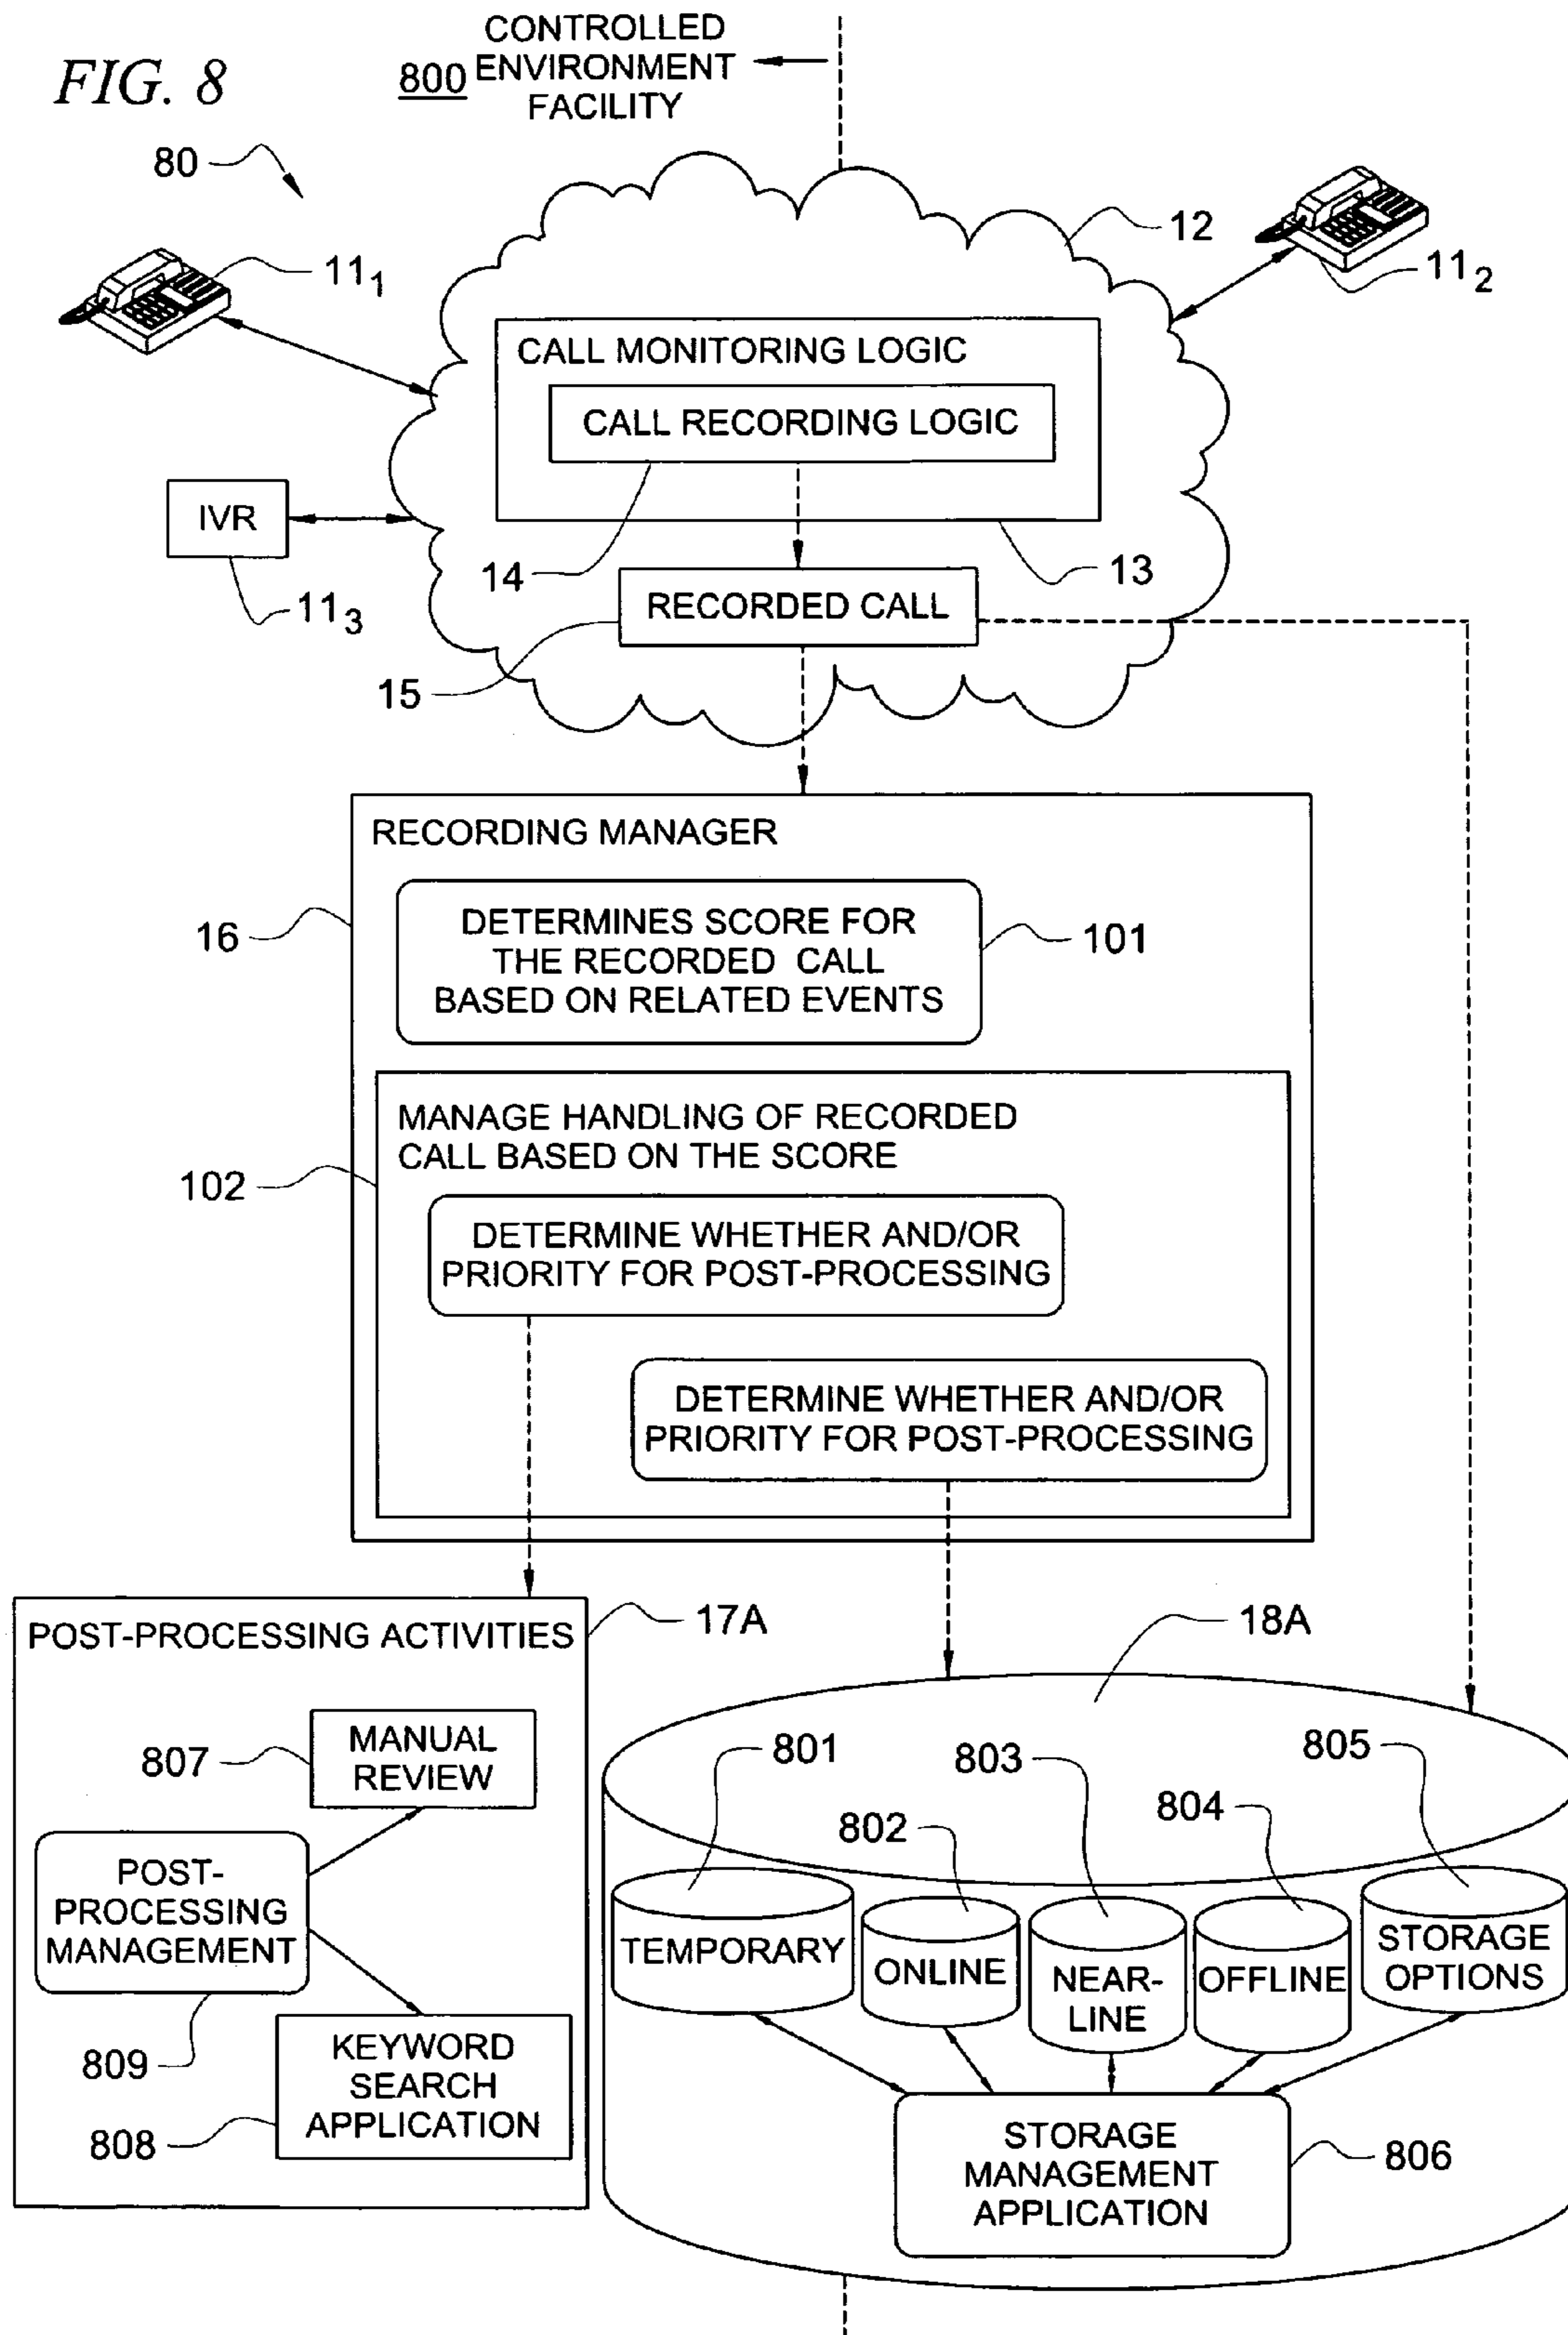 FIG. 8
800
CONTROLLED
ENVIRONMENT
FACILITY
80
12
11₁
11₂
CALL MONITORING LOGIC
CALL RECORDING LOGIC
IVR
14
13
11₃
RECORDED CALL
15
RECORDING MANAGER
16
DETERMINES SCORE FOR
THE RECORDED CALL
BASED ON RELATED EVENTS
101
MANAGE HANDLING OF RECORDED
CALL BASED ON THE SCORE
102
DETERMINE WHETHER AND/OR
PRIORITY FOR POST-PROCESSING
DETERMINE WHETHER AND/OR
PRIORITY FOR POST-PROCESSING
POST-PROCESSING ACTIVITIES
17A
18A
807
MANUAL
REVIEW
POST-
PROCESSING
MANAGEMENT
809
KEYWORD
SEARCH
APPLICATION
808
801
802
803
804
805
TEMPORARY
ONLINE
NEAR-
LINE
OFFLINE
STORAGE
OPTIONS
STORAGE
MANAGEMENT
APPLICATION
806